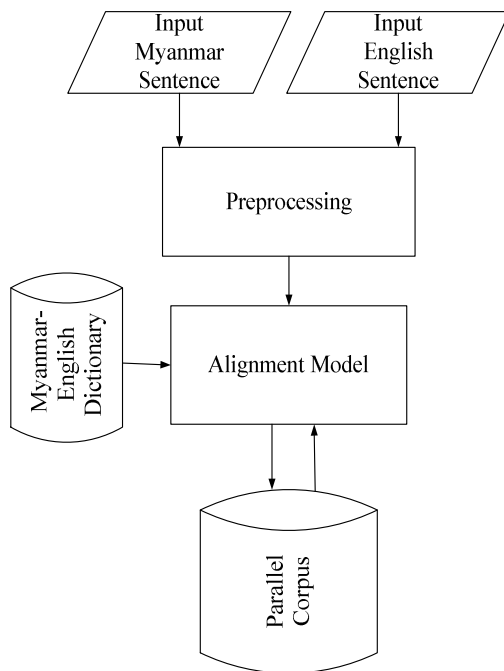 Input
Myanmar
Sentence
Input
English
Sentence
Preprocessing
Myanmar-
English
Dictionary
Alignment Model
Parallel
Corpus